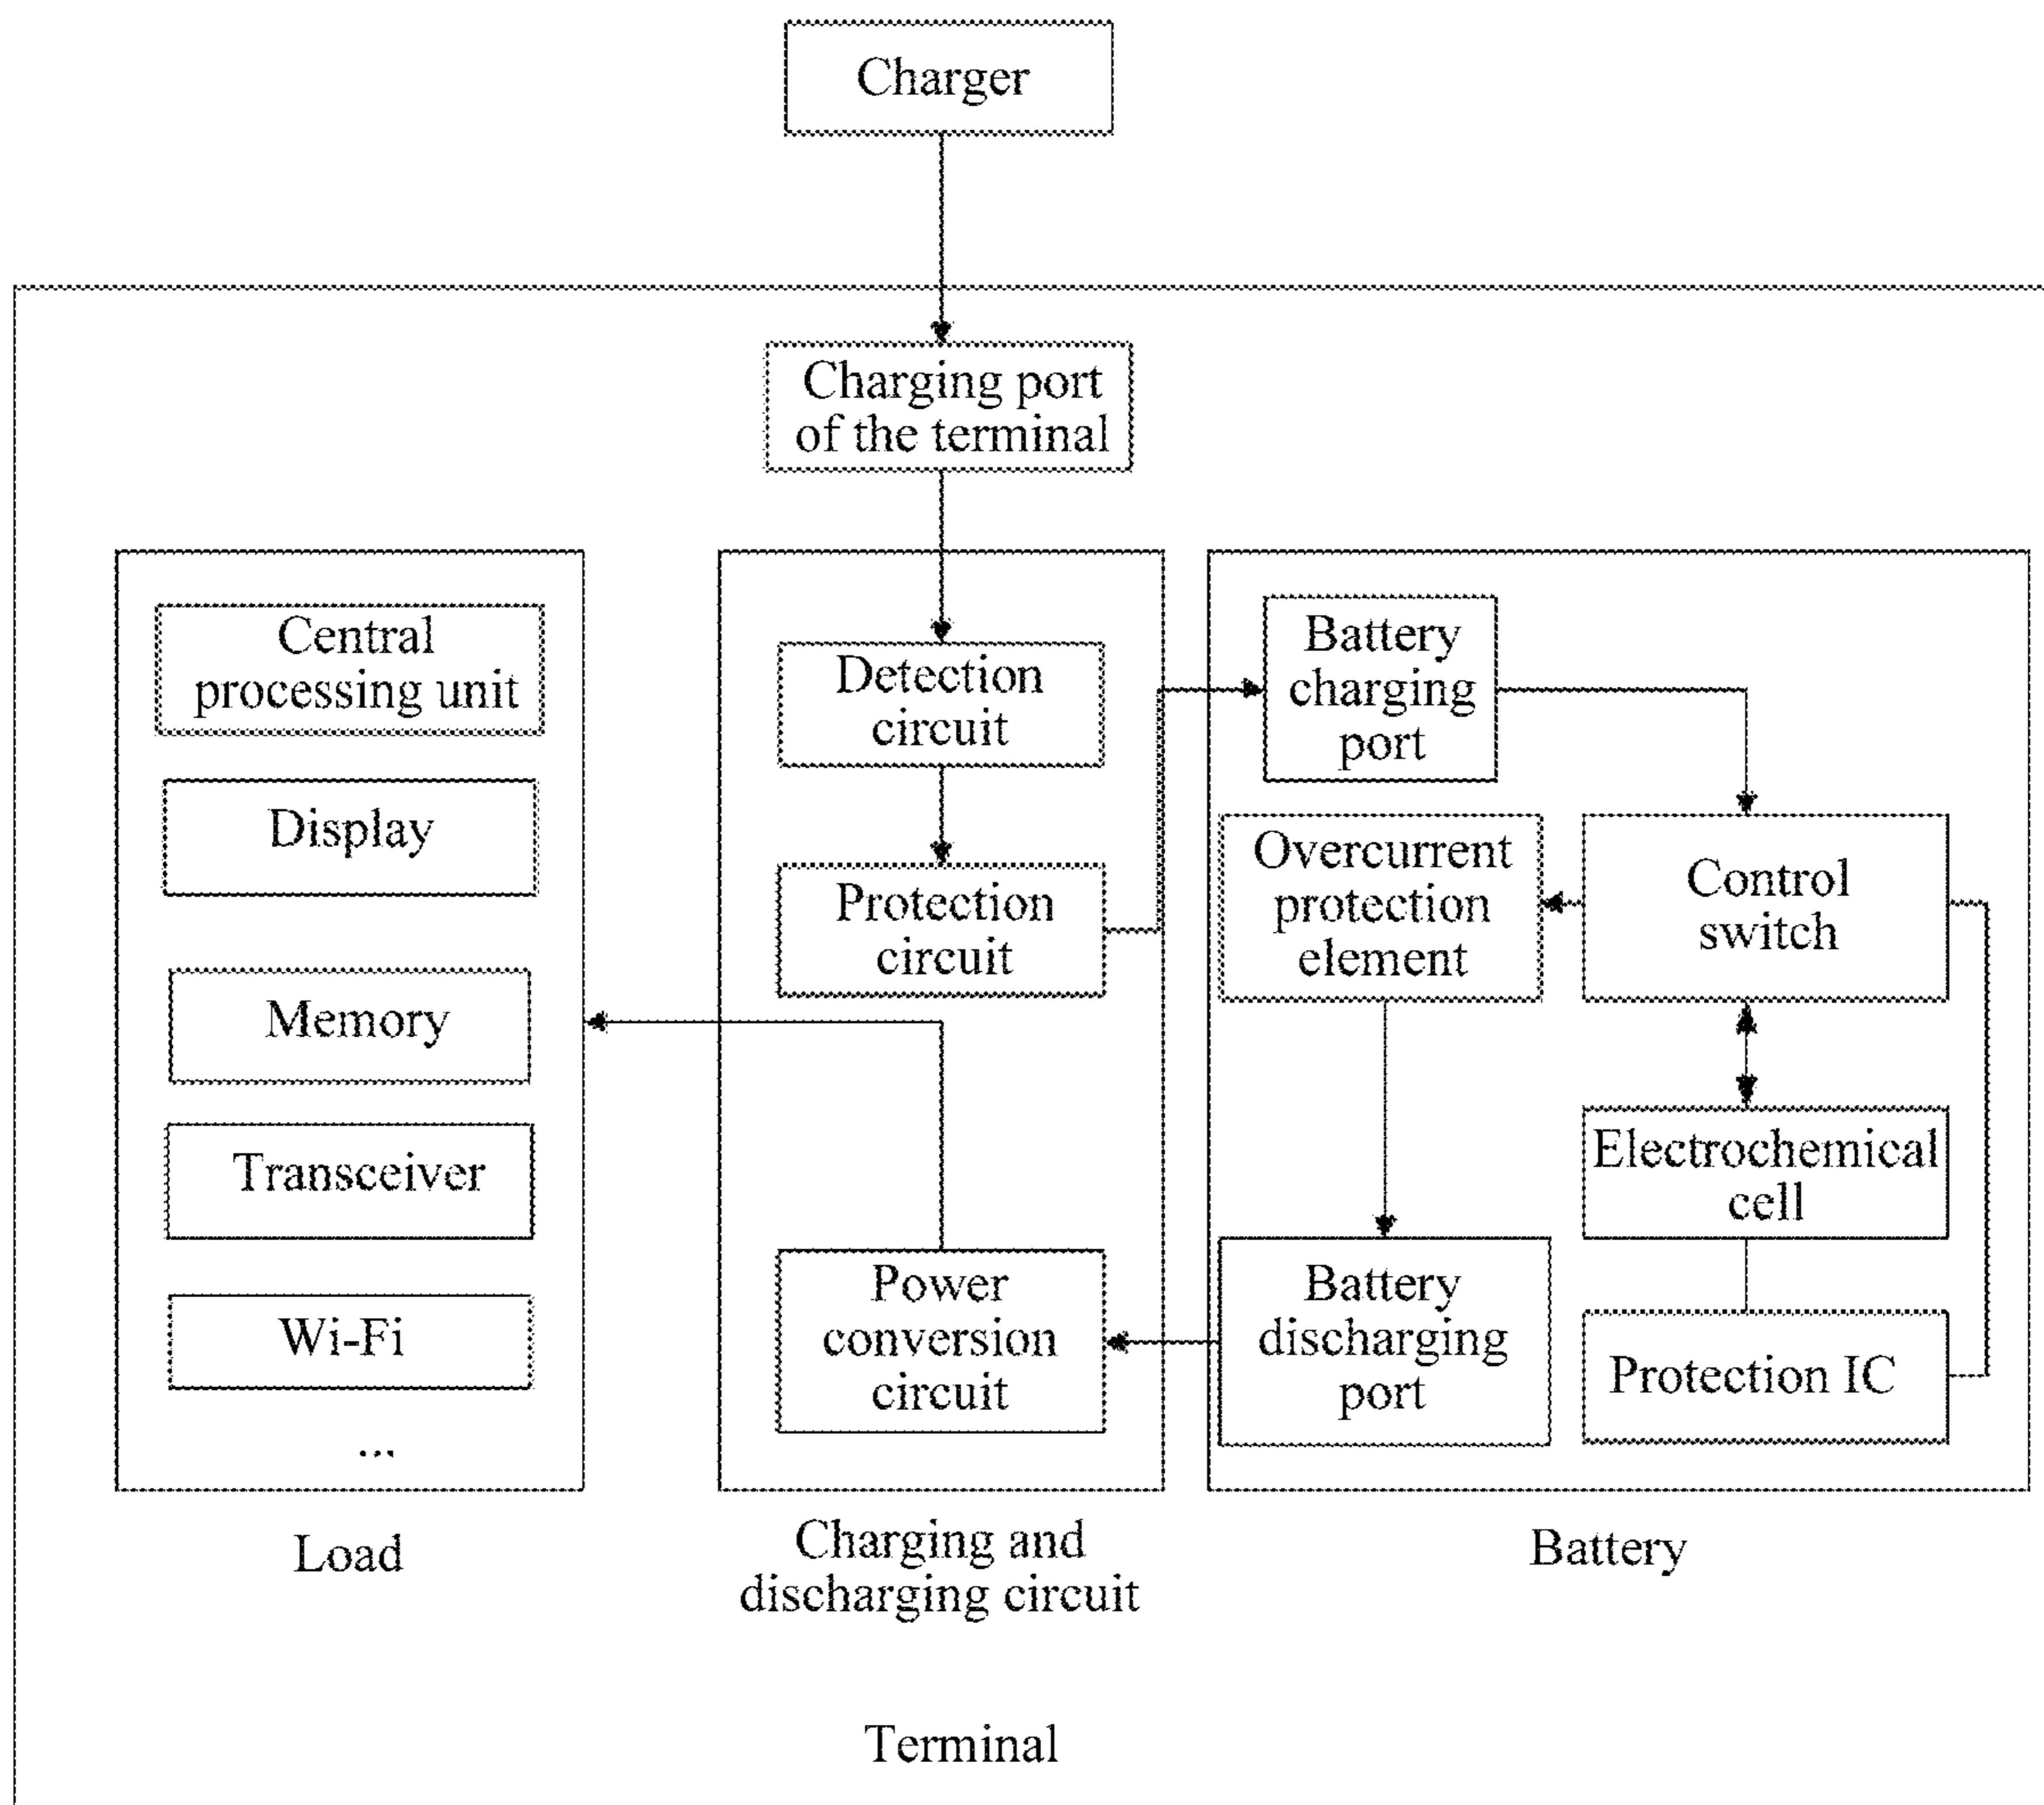 Charger
Charging port
of the terminal
Central
processing unit
Display
Memory
Transceiver
Wi-Fi
...
Load
Detection
circuit
Protection
circuit
Power
conversion
circuit
Charging and
discharging circuit
Battery
charging
port
Overcurrent
protection
element
Control
switch
Electrochemical
cell
Battery
discharging
port
Protection IC
Battery
Terminal